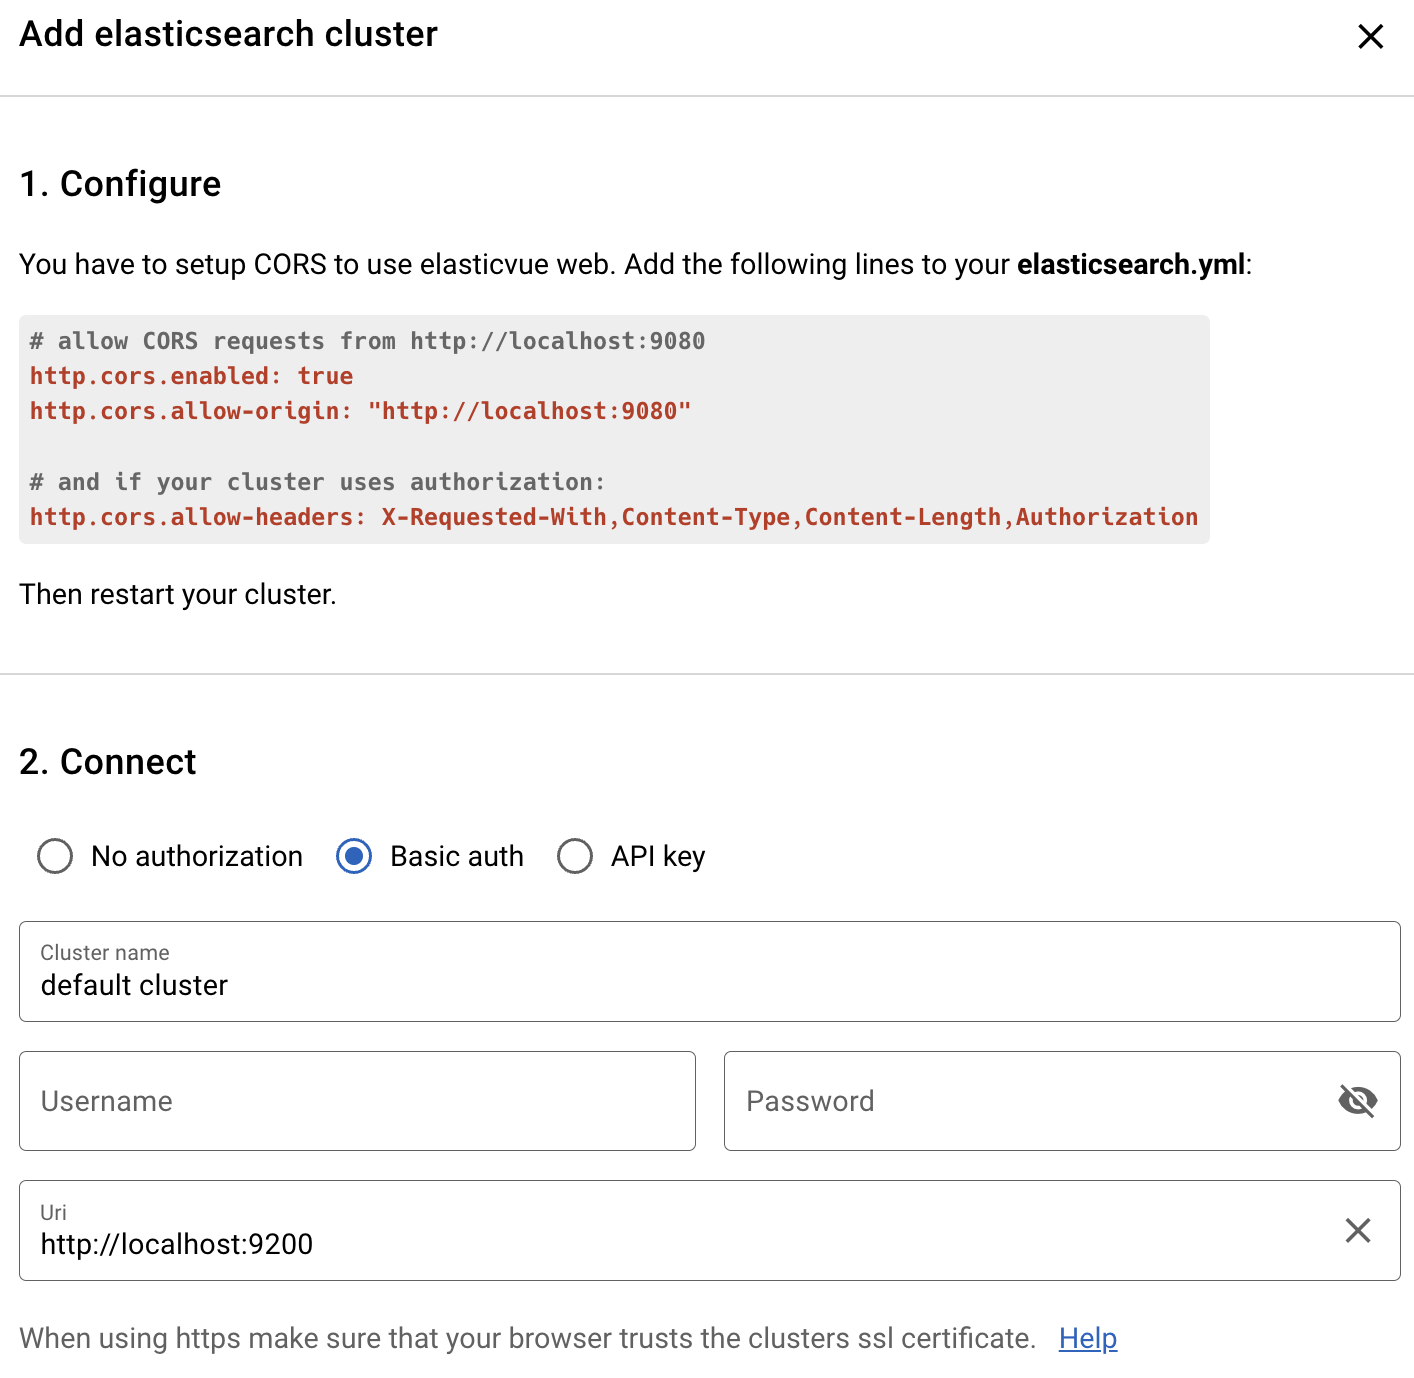 Add elasticsearch cluster
1. Configure
You have to setup CORS to use elasticvue web. Add the following lines to your elasticsearch.yml:
# allow CORS requests from http://localhost:9080
http.cors.enabled: true
http.cors.allow-origin: "http://localhost:9080"
# and if your cluster uses authorization:
http.cors.allow-headers: X-Requested-With,Content-Type,Content-Length,Authorization
Then restart your cluster.
2. Connect
No authorization Basic auth API key
Cluster name
default cluster
Username Password
Uri
http://localhost:9200
When using https make sure that your browser trusts the clusters ssl certificate. Help